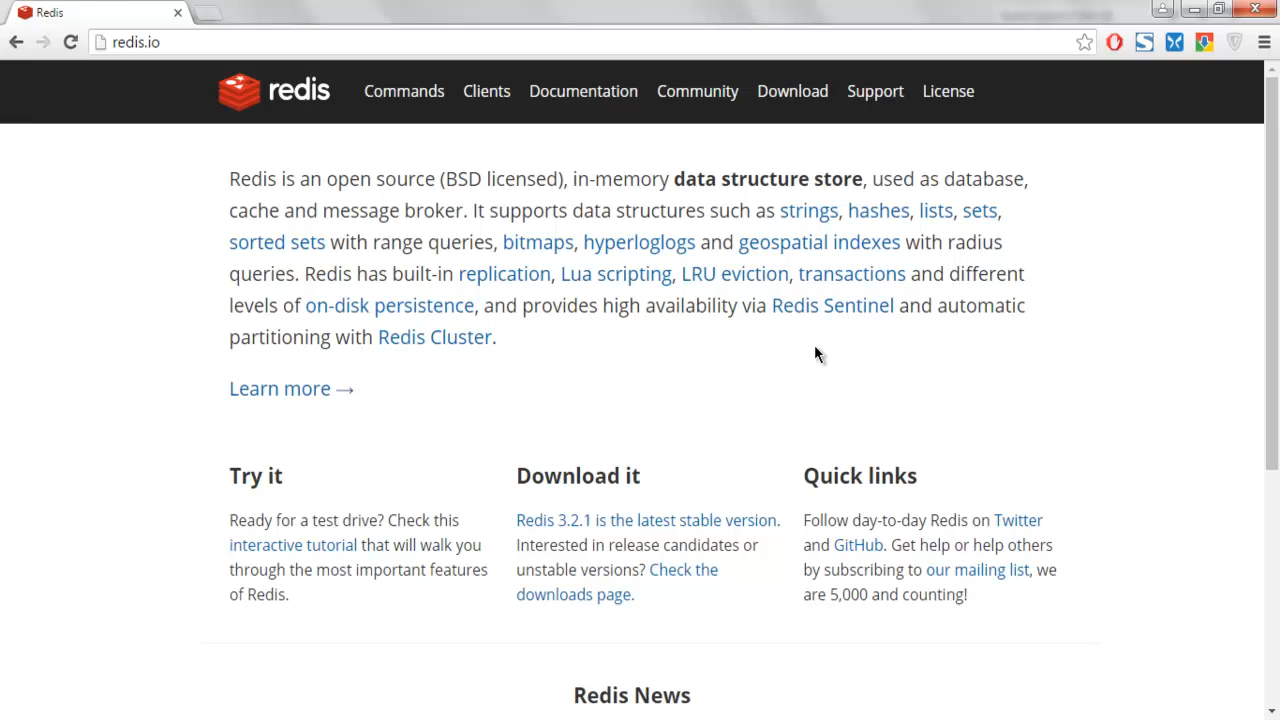 Redis
redis.io
redis Commands Clients Documentation Community Download Support License
Redis is an open source (BSD licensed), in-memory data structure store, used as database,
cache and message broker. It supports data structures such as strings, hashes, lists, sets,
sorted sets with range queries, bitmaps, hyperloglogs and geospatial indexes with radius
queries. Redis has built-in replication, Lua scripting, LRU eviction, transactions and different
levels of on-disk persistence, and provides high availability via Redis Sentinel and automatic
partitioning with Redis Cluster.
Learn more →
Try it
Ready for a test drive? Check this
interactive tutorial that will walk you
through the most important features
of Redis.
Download it
Redis 3.2.1 is the latest stable version.
Interested in release candidates or
unstable versions? Check the
downloads page.
Quick links
Follow day-to-day Redis on Twitter
and GitHub. Get help or help others
by subscribing to our mailing list, we
are 5,000 and counting!
Redis News